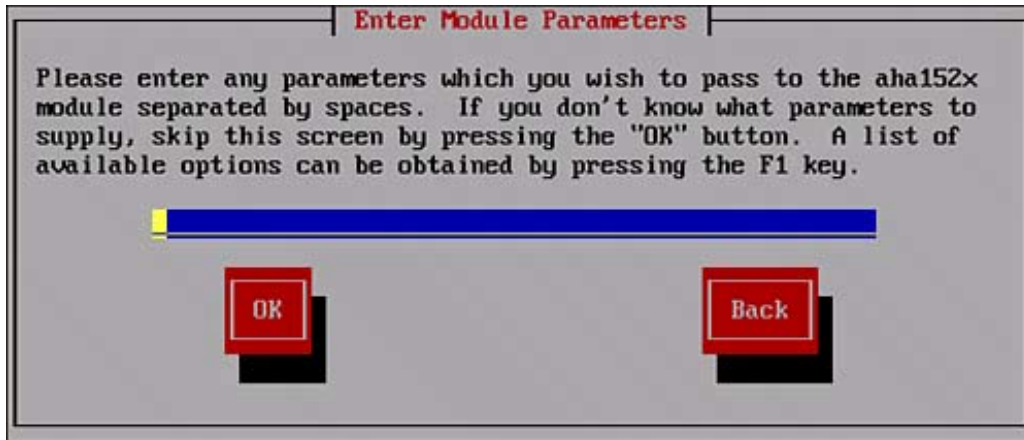 Enter Module Parameters
Please enter any parameters which you wish to pass to the aha152x
module separated by spaces.  If you don't know what parameters to
supply, skip this screen by pressing the "OK" button.  A list of
available options can be obtained by pressing the F1 key.
OK
Back